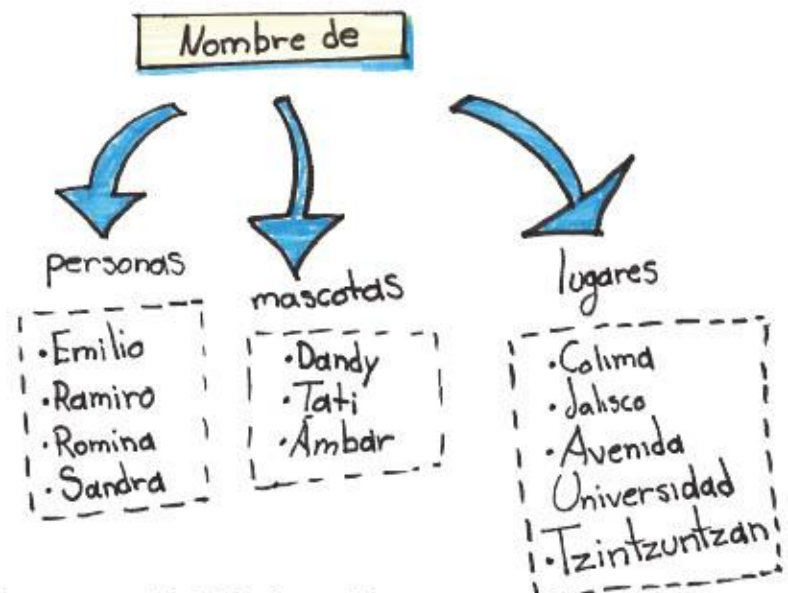 Nombre de
personas
·Emilio
·Ramiro
·Romina
·Sandra
mascotas
·Dandy
·Tati
·Ámbar
lugares
·Colima
·Jalisco
·Avenida
Universidad
·Tzintzuntzan